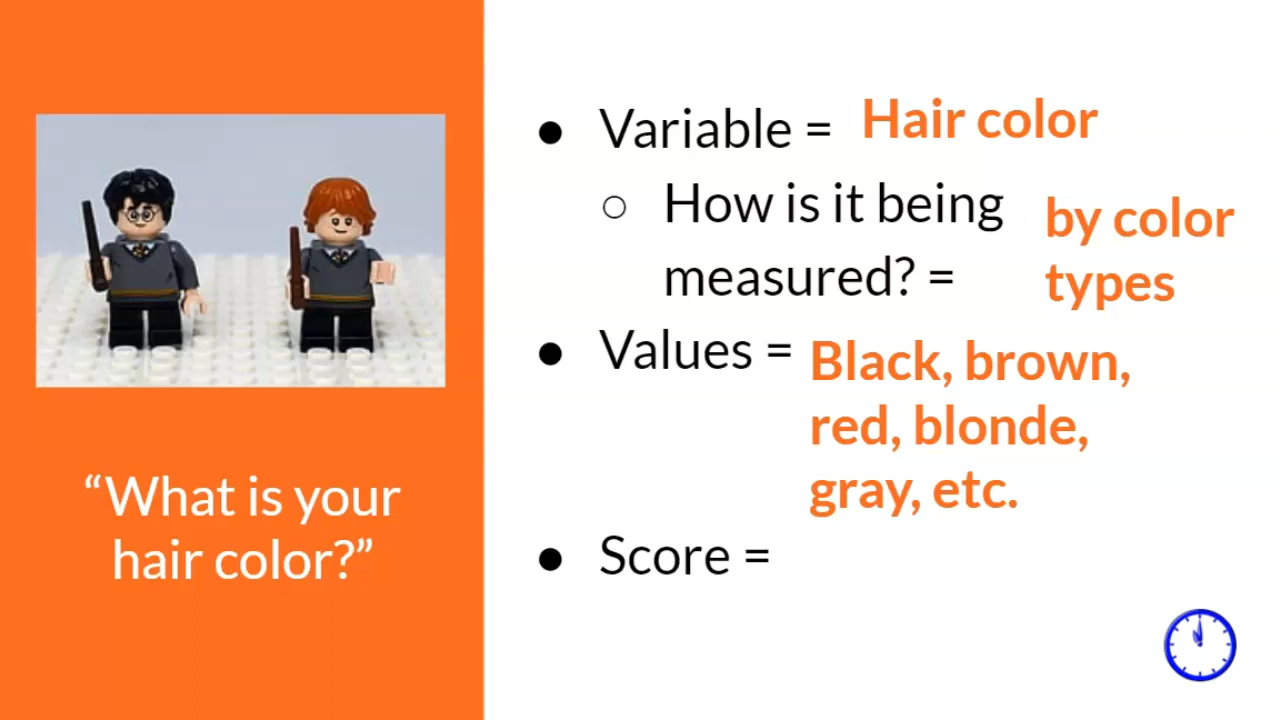 “What is your
hair color?”
● Variable = Hair color
○ How is it being
measured? = by color
types
● Values = Black, brown,
red, blonde,
gray, etc.
● Score =